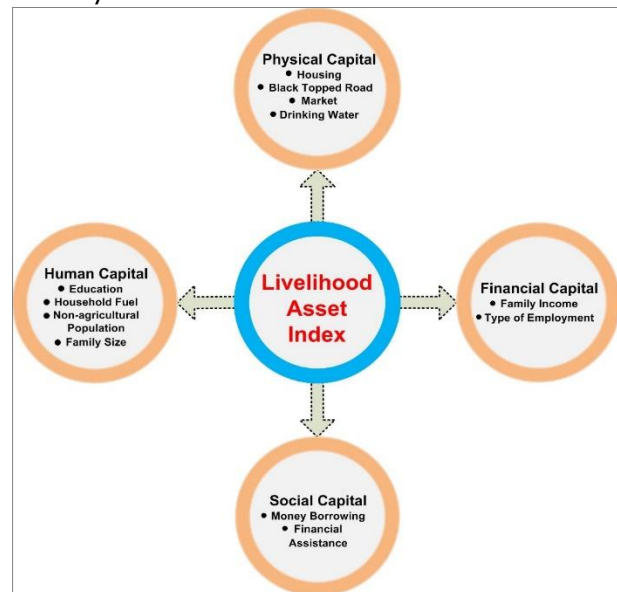 Physical Capital
● Housing
● Black Topped Road
● Market
● Drinking Water
Human Capital
● Education
● Household Fuel
● Non-agricultural
Population
● Family Size
Livelihood
Asset
Index
Financial Capital
● Family Income
● Type of Employment
Social Capital
● Money Borrowing
● Financial
Assistance